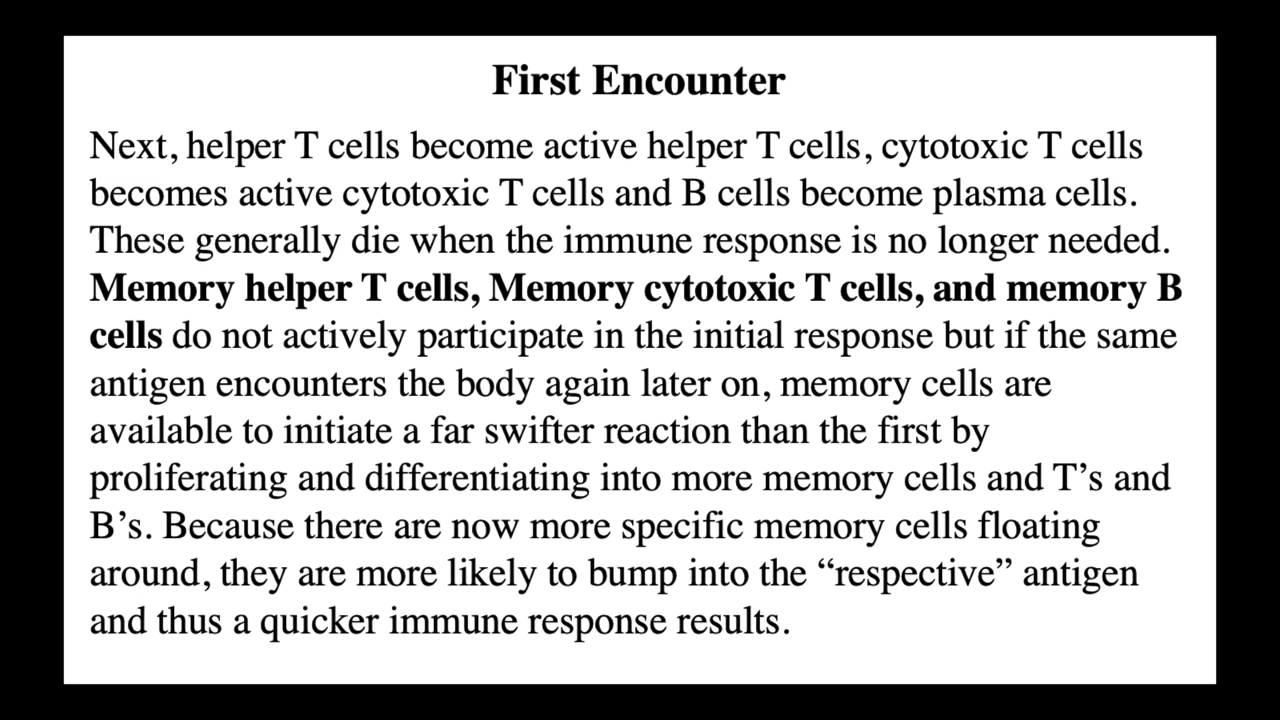 First Encounter
Next, helper T cells become active helper T cells, cytotoxic T cells
becomes active cytotoxic T cells and B cells become plasma cells.
These generally die when the immune response is no longer needed.
Memory helper T cells, Memory cytotoxic T cells, and memory B
cells do not actively participate in the initial response but if the same
antigen encounters the body again later on, memory cells are
available to initiate a far swifter reaction than the first by
proliferating and differentiating into more memory cells and T’s and
B’s. Because there are now more specific memory cells floating
around, they are more likely to bump into the “respective” antigen
and thus a quicker immune response results.